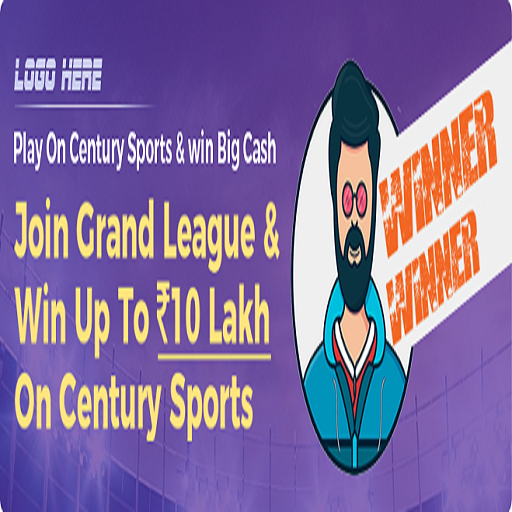 LOGO HERE
Play On Century Sports & win Big Cash
Join Grand League &
Win Up To ₹10 Lakh
On Century Sports
WINNER
WINNER